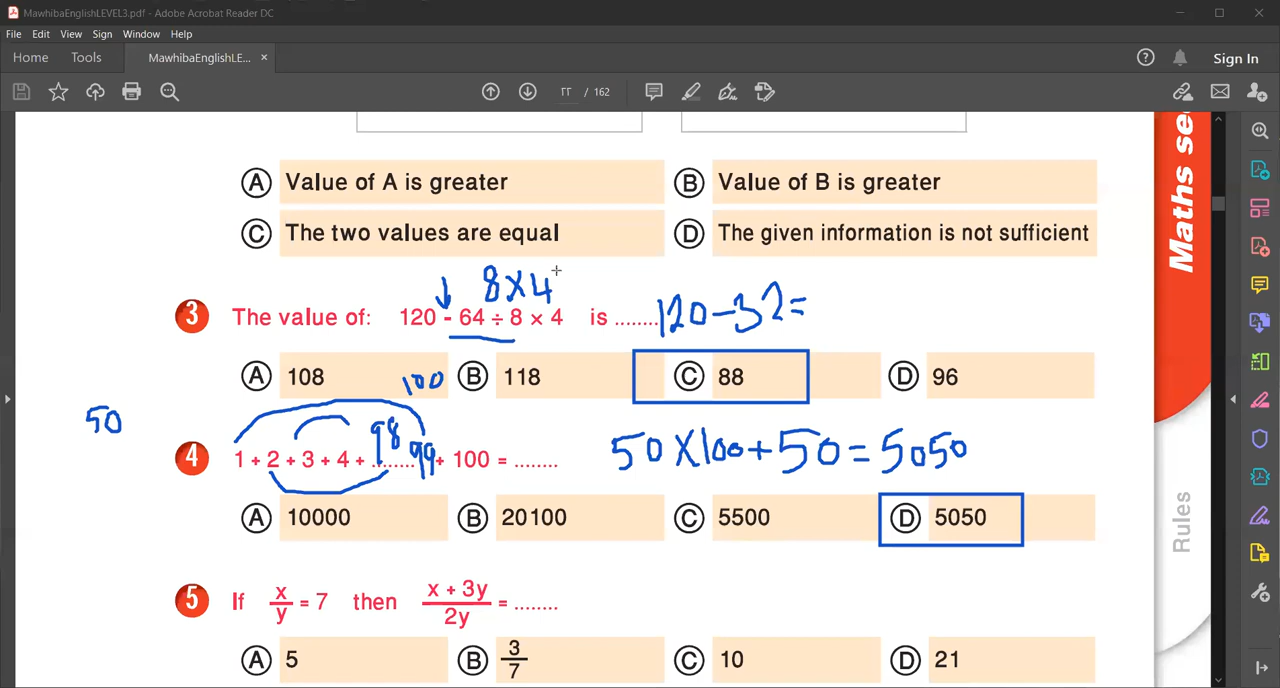 MawhibaEnglishLEVEL3.pdf - Adobe Acrobat Reader DC
File Edit View Sign Window Help
Home Tools MawhibaEnglishLE... × Sign In
٢٢ / 162
Maths se
A Value of A is greater B Value of B is greater
C The two values are equal D The given information is not sufficient
8 × 4
3 The value of: 120 - 64 ÷ 8 × 4 is ........ 120 - 32 =
A 108 B 118 C 88 D 96
100
50
98 99
4 1 + 2 + 3 + 4 + ........ + 100 = ........ 50 × 100 + 50 = 5050
A 10000 B 20100 C 5500 D 5050
Rules
5 If x/y = 7 then x + 3y / 2y = ........
A 5 B 3/7 C 10 D 21